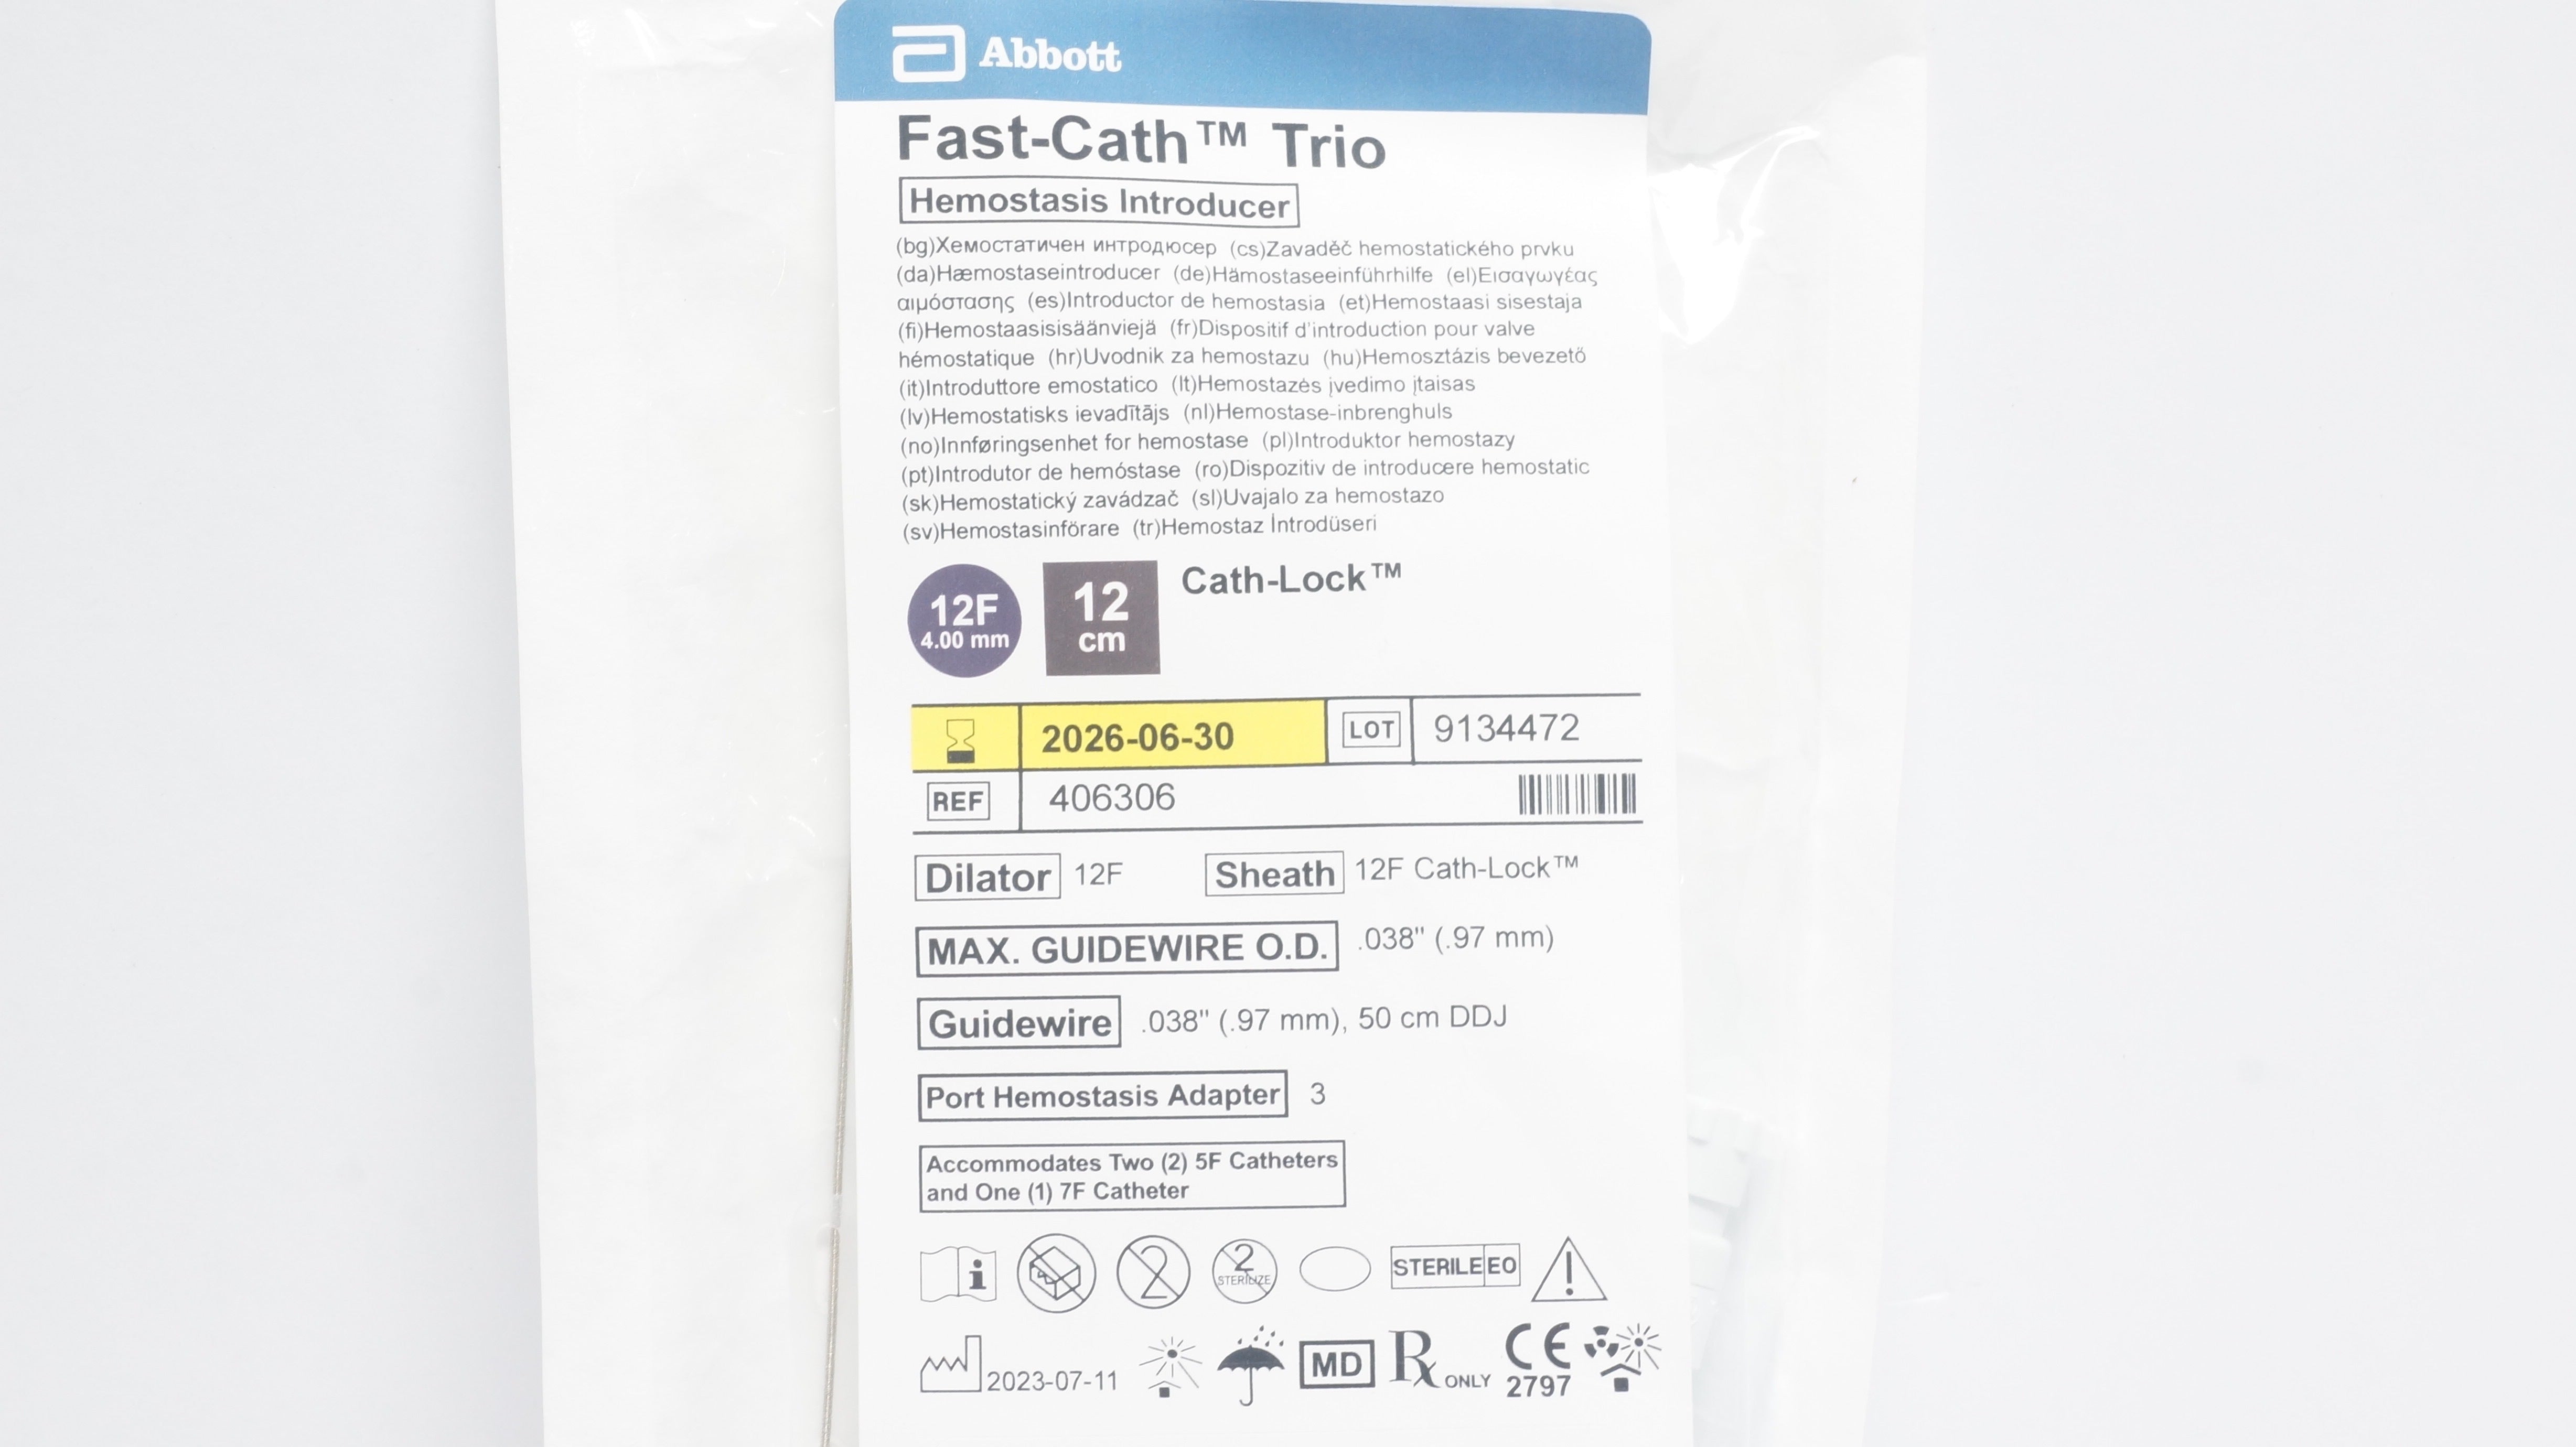 Abbott
Fast-Cath™ Trio
Hemostasis Introducer
(bg)Хемостатичен интродюсер (cs)Zavaděč hemostatického prvku
(da)Hæmostaseintroducer (de)Hämostaseeinführhilfe (el)Εισαγωγέας
αιμόστασης (es)Introductor de hemostasia (et)Hemostaasi sisestaja
(fi)Hemostaasisisäänviejä (fr)Dispositif d'introduction pour valve
hémostatique (hr)Uvodnik za hemostazu (hu)Hemosztázis bevezető
(it)Introduttore emostatico (lt)Hemostazės įvedimo įtaisas
(lv)Hemostatisks ievadītājs (nl)Hemostase-inbrenghuls
(no)Innføringsenhet for hemostase (pl)Introduktor hemostazy
(pt)Introdutor de hemóstase (ro)Dispozitiv de introducere hemostatic
(sk)Hemostatický zavádzač (sl)Uvajalo za hemostazo
(sv)Hemostasinförare (tr)Hemostaz İntrodüseri
12F 12 Cath-Lock™
4.00 mm cm
2026-06-30 LOT 9134472
REF 406306
Dilator 12F Sheath 12F Cath-Lock™
MAX. GUIDEWIRE O.D. .038" (.97 mm)
Guidewire .038" (.97 mm), 50 cm DDJ
Port Hemostasis Adapter 3
Accommodates Two (2) 5F Catheters
and One (1) 7F Catheter
i 2 2 STERILIZE STERILE EO !
2023-07-11 MD Rx ONLY CE 2797